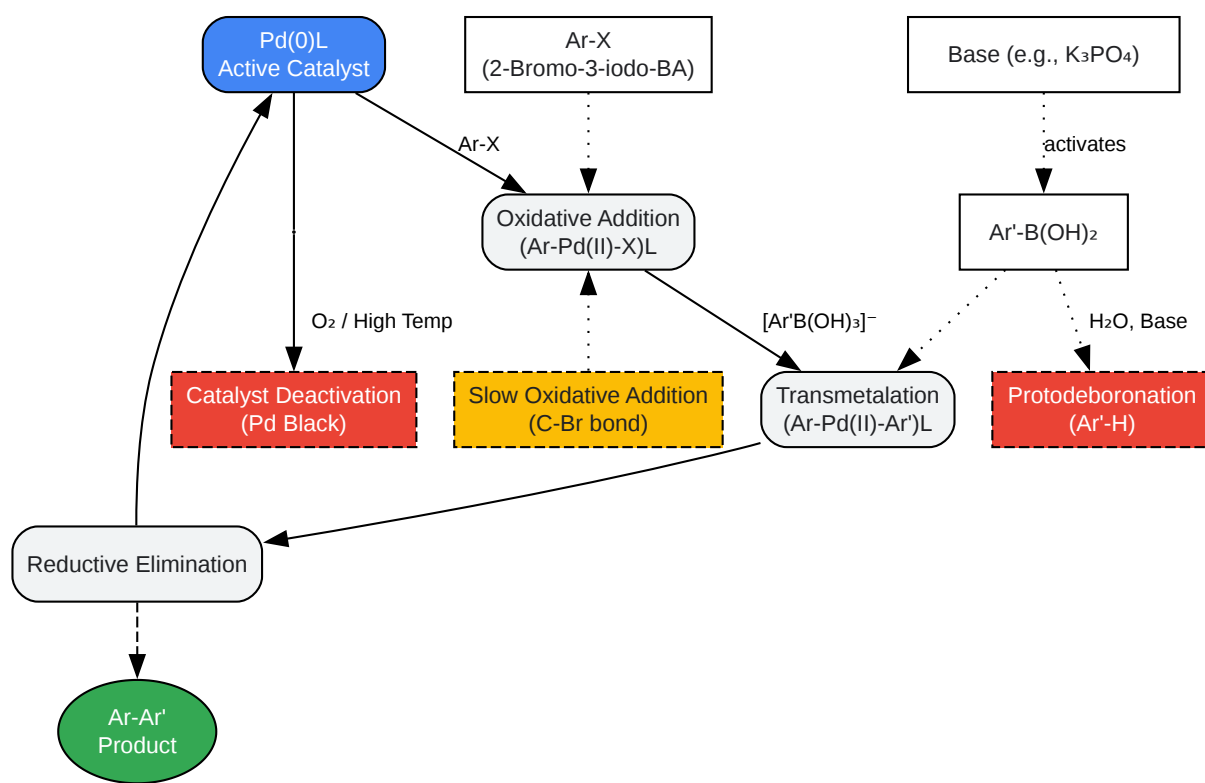 Pd(0)L
Active Catalyst
Ar-X
(2-Bromo-3-iodo-BA)
Base (e.g., K₃PO₄)
Ar-X
activates
Oxidative Addition
(Ar-Pd(II)-X)L
Ar'-B(OH)₂
O₂ / High Temp
[Ar'B(OH)₃]⁻
H₂O, Base
Catalyst Deactivation
(Pd Black)
Slow Oxidative Addition
(C-Br bond)
Transmetalation
(Ar-Pd(II)-Ar')L
Protodeboronation
(Ar'-H)
Reductive Elimination
Ar-Ar'
Product